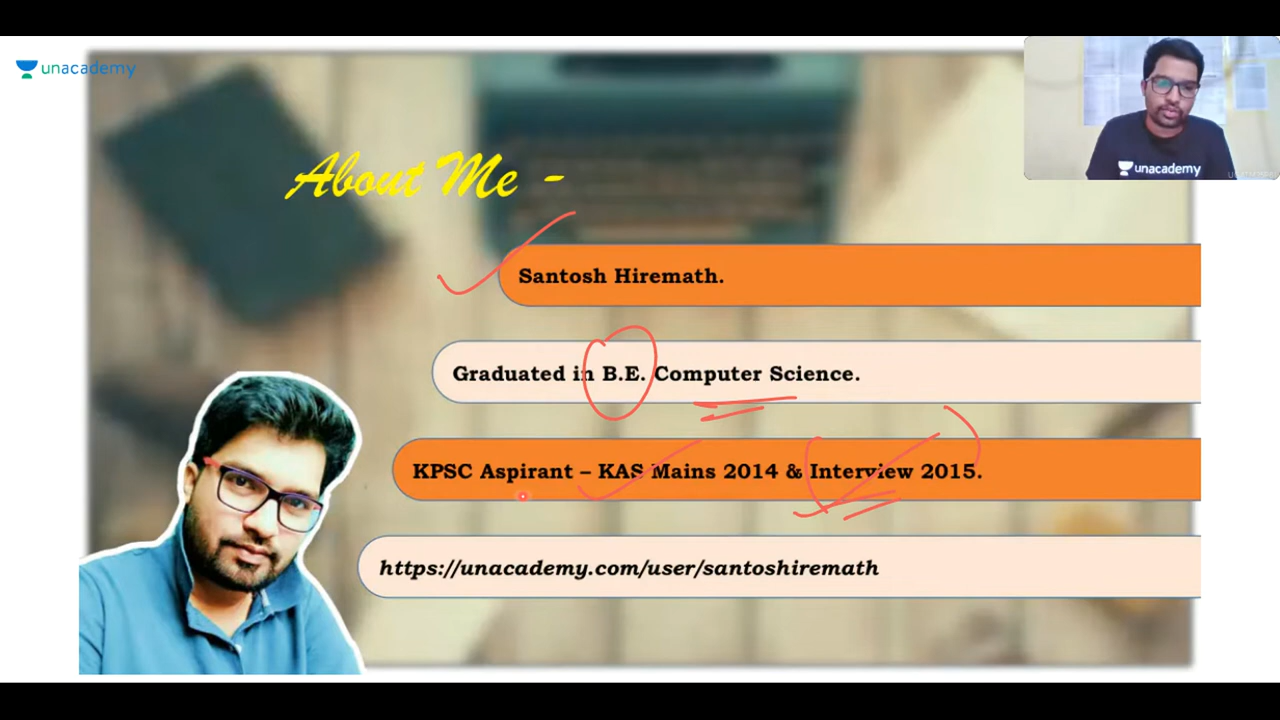 unacademy
unacademy
About Me -
Santosh Hiremath.
Graduated in B.E. Computer Science.
KPSC Aspirant – KAS Mains 2014 & Interview 2015.
https://unacademy.com/user/santoshiremath